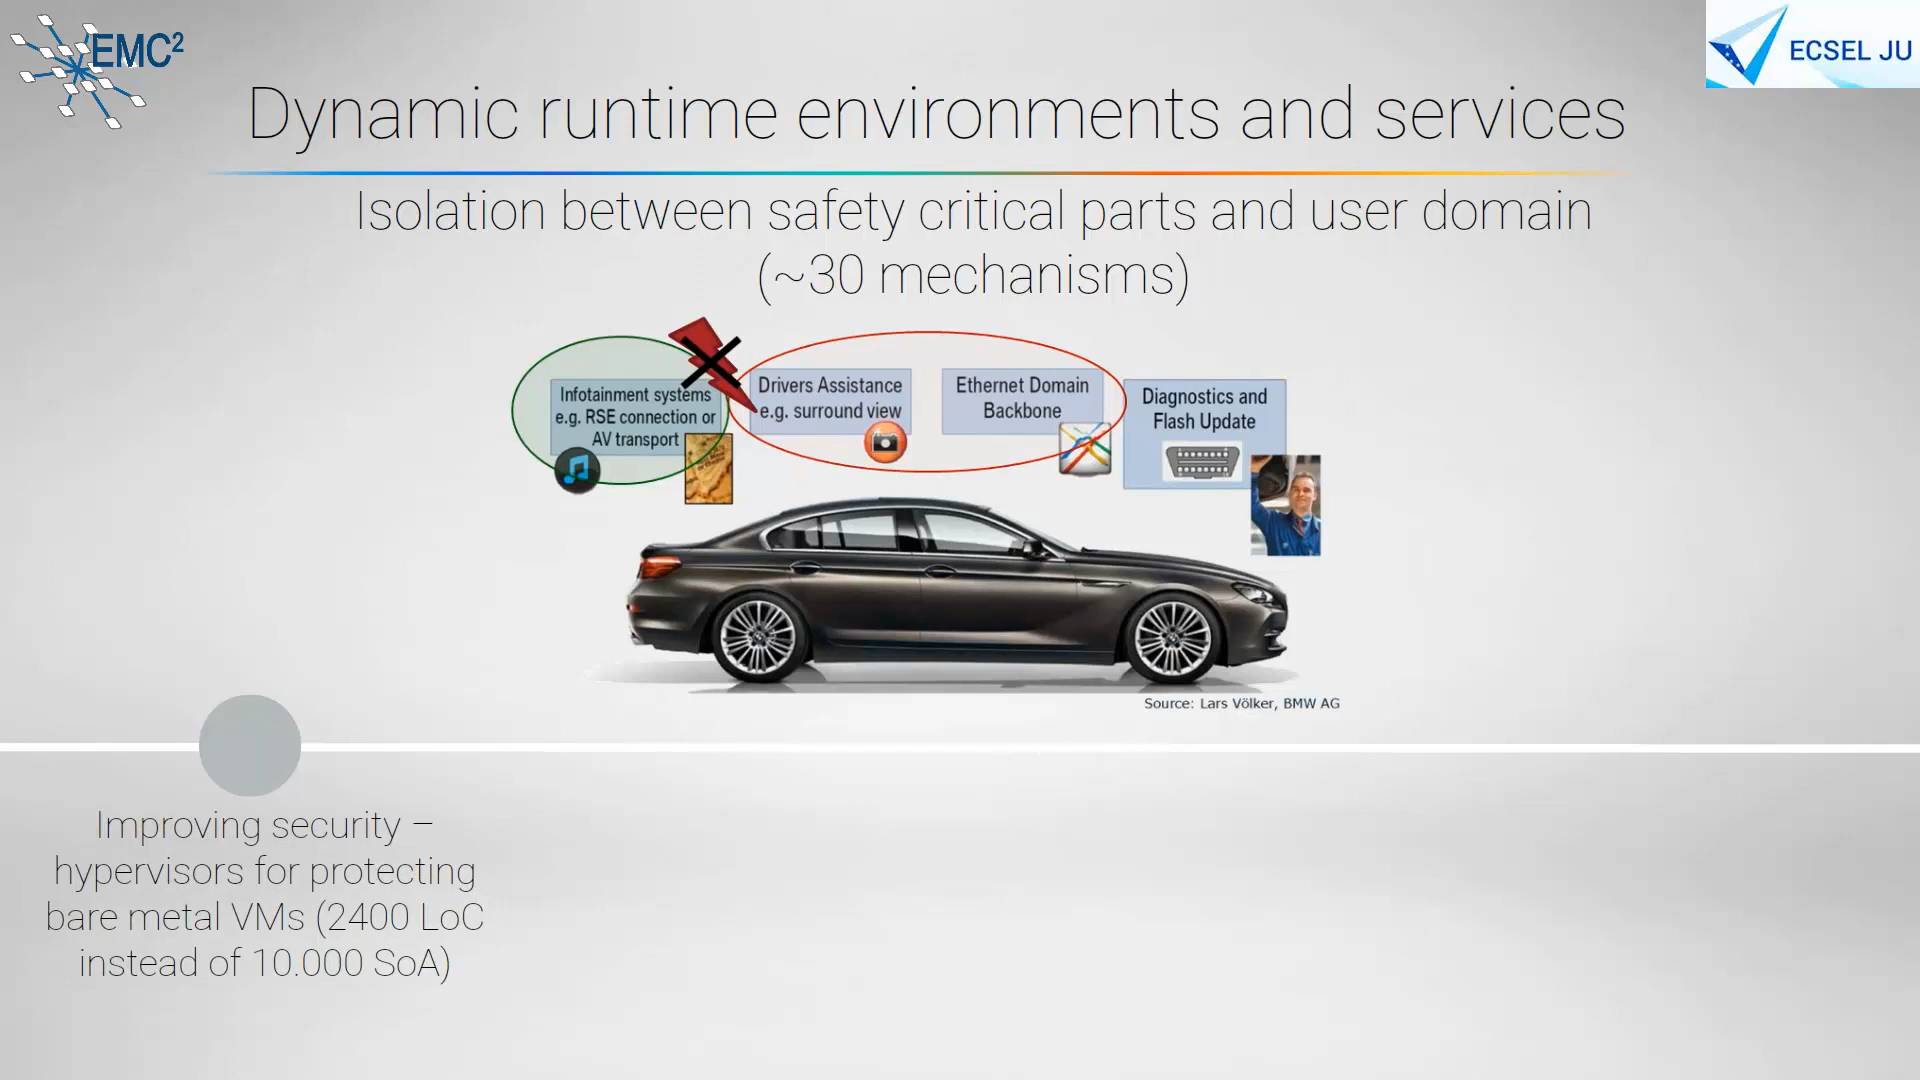 EMC²
ECSEL JU
Dynamic runtime environments and services
Isolation between safety critical parts and user domain
(~30 mechanisms)
Infotainment systems
e.g. RSE connection or
AV transport
Drivers Assistance
e.g. surround view
Ethernet Domain
Backbone
Diagnostics and
Flash Update
Source: Lars Völker, BMW AG
Improving security –
hypervisors for protecting
bare metal VMs (2400 LoC
instead of 10.000 SoA)